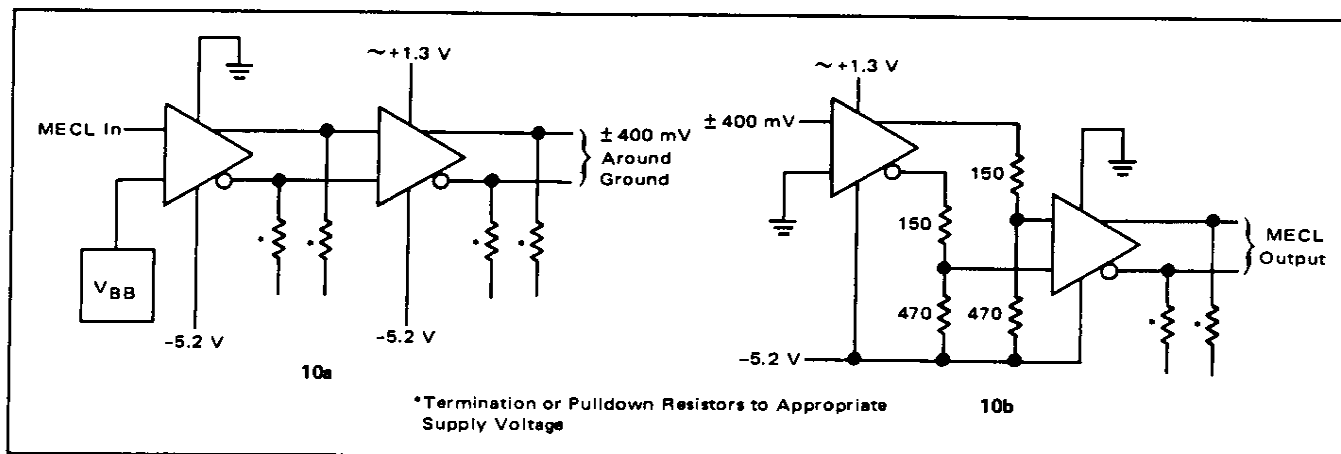 ~+1.3 V
MECL In
± 400 mV
Around
Ground
*
*
*
*
VBB
-5.2 V
-5.2 V
10a
~+1.3 V
± 400 mV
150
150
470
470
MECL
Output
*
*
-5.2 V
10b
*Termination or Pulldown Resistors to Appropriate
Supply Voltage